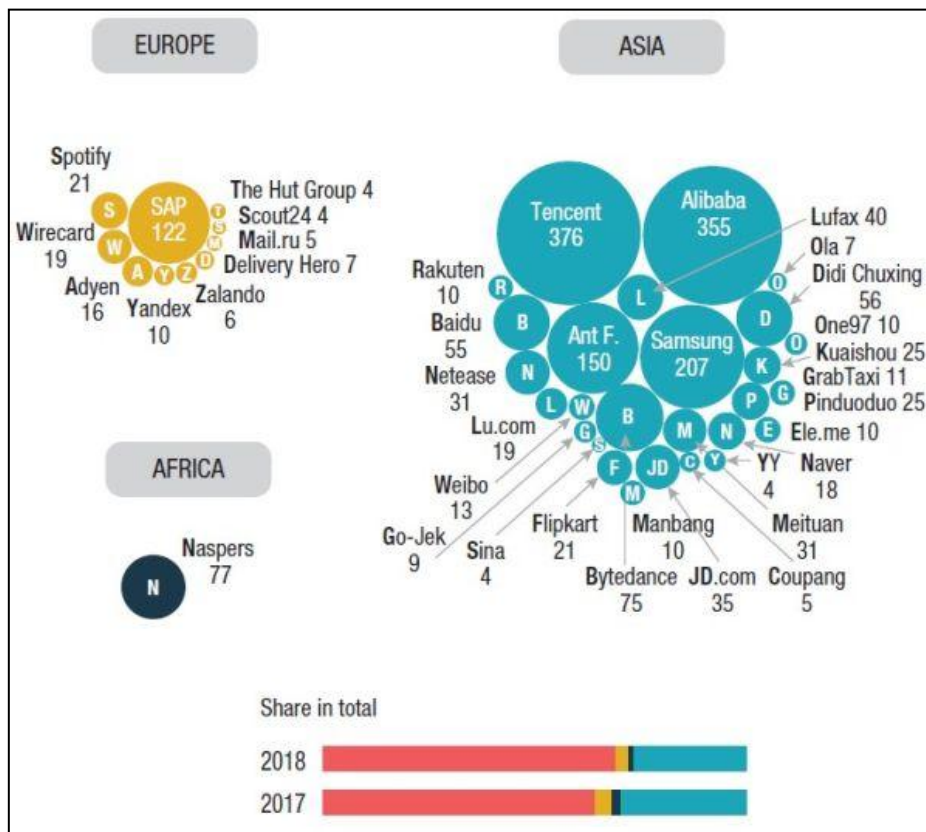 EUROPE
Spotify
21
SAP
122
The Hut Group 4
Scout24 4
Mail.ru 5
Delivery Hero 7
Wirecard
19
Adyen
16
Yandex
10
Zalando
6
S
W
A
Y
Z
D
M
S
T
AFRICA
Naspers
77
N
ASIA
Tencent
376
Alibaba
355
Lufax 40
Ola 7
Didi Chuxing
56
One97 10
Kuaishou 25
GrabTaxi 11
Pinduoduo 25
Ele.me 10
Naver
18
YY
4
Meituan
31
Coupang
5
JD.com
35
Manbang
10
Bytedance
75
Flipkart
21
Sina
4
Go-Jek
9
Weibo
13
Lu.com
19
Netease
31
Baidu
55
Rakuten
10
Ant F.
150
Samsung
207
R
B
N
L
W
G
S
F
M
JD
B
M
C
Y
N
E
P
G
K
O
D
O
L
Share in total
2018
2017